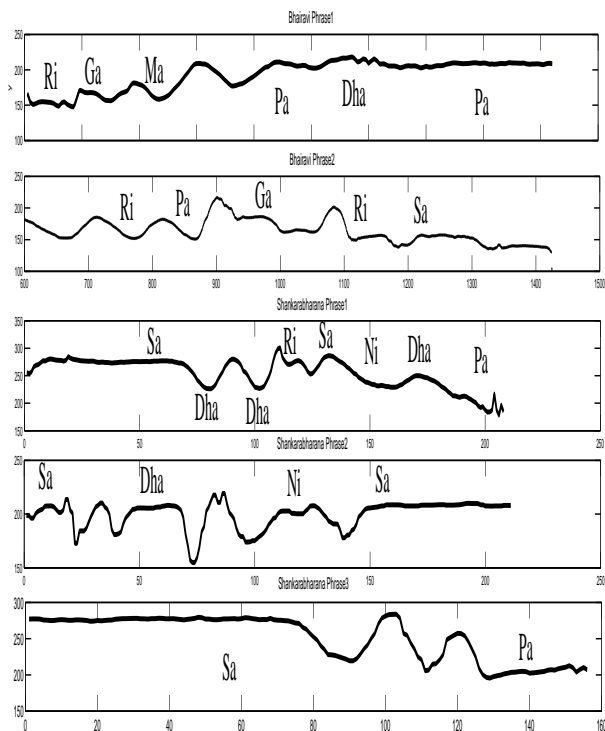 Bhairavi Phrase1
250
200
150
100
Ri Ga Ma Pa Dha Pa
Bhairavi Phrase2
250
200
150
100
Ri Pa Ga Ri Sa
600 700 800 900 1000 1100 1200 1300 1400 1500
Shankarabharana Phrase1
350
300
250
200
150
Sa Dha Dha Ri Sa Ni Dha Pa
0 50 100 150 200 250
Shankarabharana Phrase2
250
200
150
Sa Dha Ni Sa
0 50 100 150 200 250
Shankarabharana Phrase3
300
250
200
150
Sa Pa
0 20 40 60 80 100 120 140 160